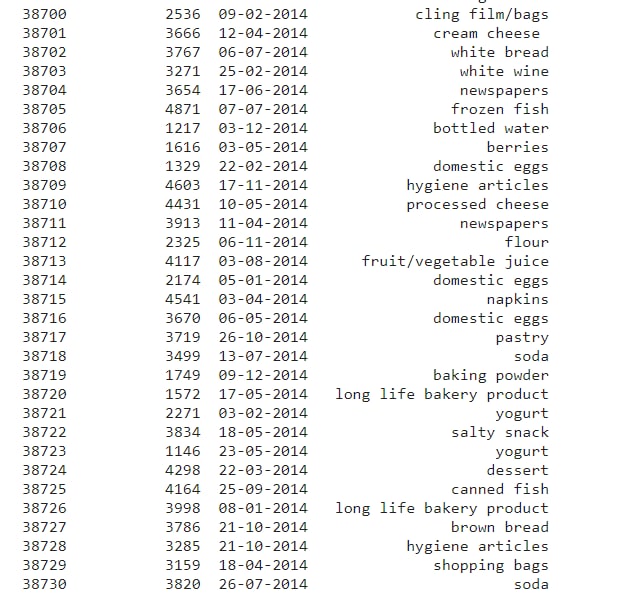 38700 2536 09-02-2014 cling film/bags
38701 3666 12-04-2014 cream cheese
38702 3767 06-07-2014 white bread
38703 3271 25-02-2014 white wine
38704 3654 17-06-2014 newspapers
38705 4871 07-07-2014 frozen fish
38706 1217 03-12-2014 bottled water
38707 1616 03-05-2014 berries
38708 1329 22-02-2014 domestic eggs
38709 4603 17-11-2014 hygiene articles
38710 4431 10-05-2014 processed cheese
38711 3913 11-04-2014 newspapers
38712 2325 06-11-2014 flour
38713 4117 03-08-2014 fruit/vegetable juice
38714 2174 05-01-2014 domestic eggs
38715 4541 03-04-2014 napkins
38716 3670 06-05-2014 domestic eggs
38717 3719 26-10-2014 pastry
38718 3499 13-07-2014 soda
38719 1749 09-12-2014 baking powder
38720 1572 17-05-2014 long life bakery product
38721 2271 03-02-2014 yogurt
38722 3834 18-05-2014 salty snack
38723 1146 23-05-2014 yogurt
38724 4298 22-03-2014 dessert
38725 4164 25-09-2014 canned fish
38726 3998 08-01-2014 long life bakery product
38727 3786 21-10-2014 brown bread
38728 3285 21-10-2014 hygiene articles
38729 3159 18-04-2014 shopping bags
38730 3820 26-07-2014 soda